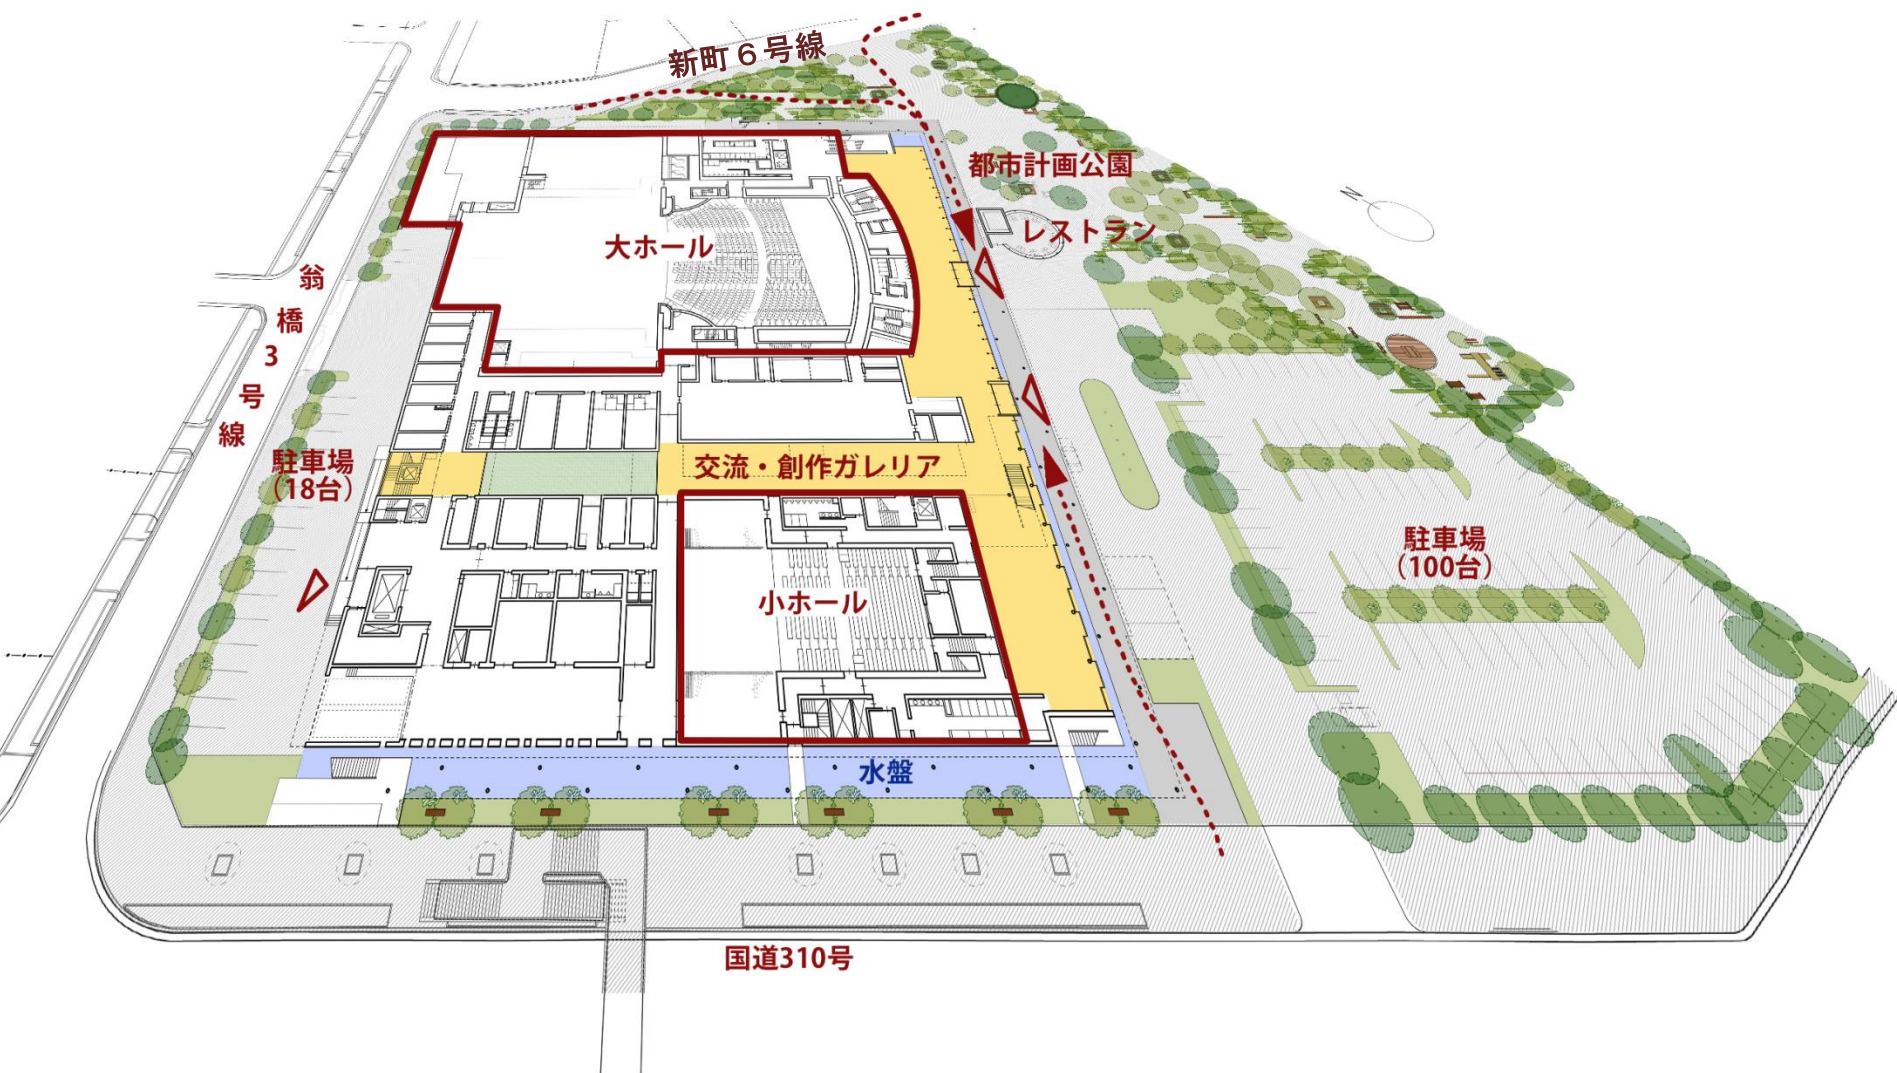 新町６号線
都市計画公園
レストラン
大ホール
翁
橋
3
号
線
駐車場
（18台）
交流・創作ガレリア
駐車場
（100台）
小ホール
水盤
国道310号
N